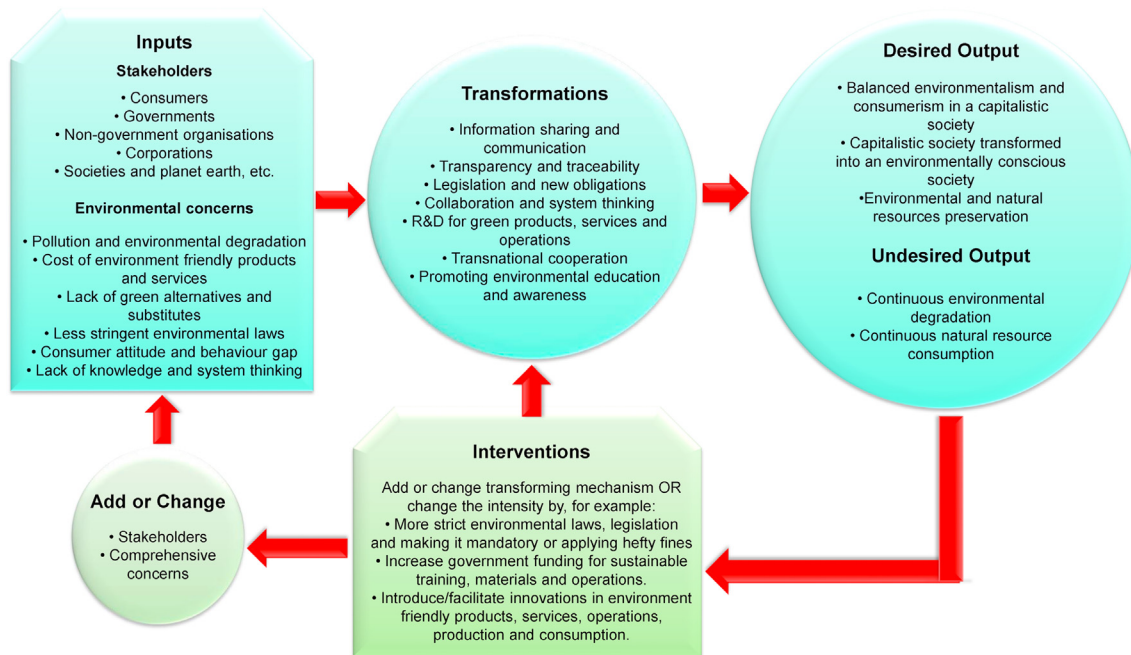 Inputs
Stakeholders
• Consumers
• Governments
• Non-government organisations
• Corporations
• Societies and planet earth, etc.
Environmental concerns
• Pollution and environmental degradation
• Cost of environment friendly products
and services
• Lack of green alternatives and
substitutes
• Less stringent environmental laws
• Consumer attitude and behaviour gap
• Lack of knowledge and system thinking
Transformations
• Information sharing and
communication
• Transparency and traceability
• Legislation and new obligations
• Collaboration and system thinking
• R&D for green products, services and
operations
• Transnational cooperation
• Promoting environmental education
and awareness
Desired Output
• Balanced environmentalism and
consumerism in a capitalistic
society
• Capitalistic society transformed
into an environmentally conscious
society
•Environmental and natural
resources preservation
Undesired Output
• Continuous environmental
degradation
• Continuous natural resource
consumption
Interventions
Add or change transforming mechanism OR
change the intensity by, for example:
• More strict environmental laws, legislation
and making it mandatory or applying hefty fines
• Increase government funding for sustainable
training, materials and operations.
• Introduce/facilitate innovations in environment
friendly products, services, operations,
production and consumption.
Add or Change
• Stakeholders
• Comprehensive
concerns